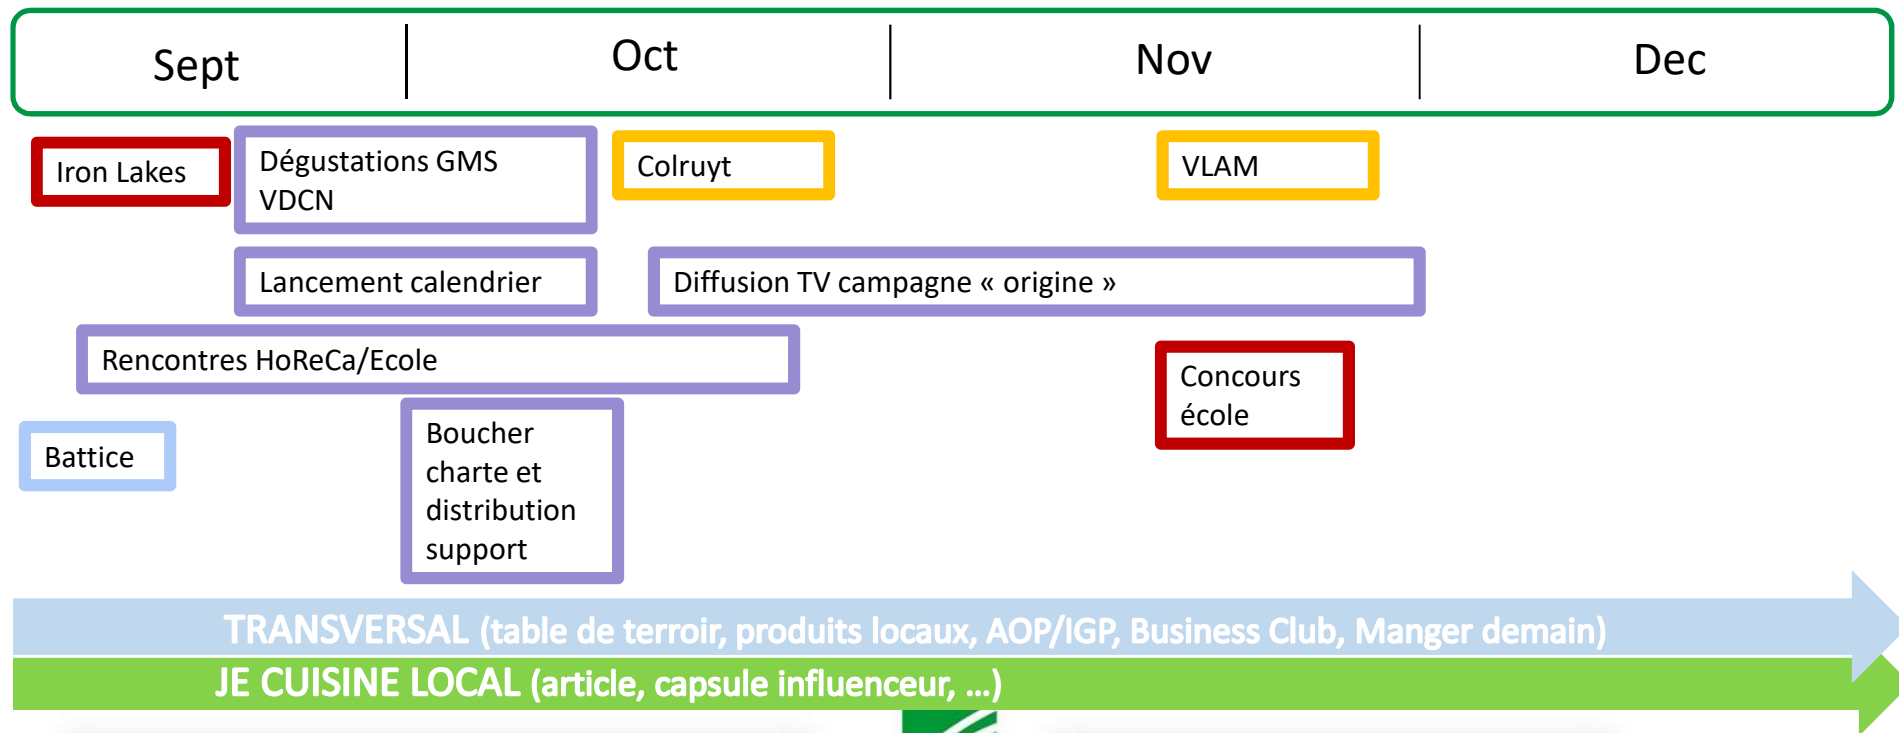 Sept
Oct
Nov
Dec
Iron Lakes
Dégustations GMS
VDCN
Colruyt
VLAM
Lancement calendrier
Diffusion TV campagne « origine »
Rencontres HoReCa/Ecole
Concours
école
Battice
Boucher
charte et
distribution
support
TRANSVERSAL (table de terroir, produits locaux, AOP/IGP, Business Club, Manger demain)
JE CUISINE LOCAL (article, capsule influenceur, ...)